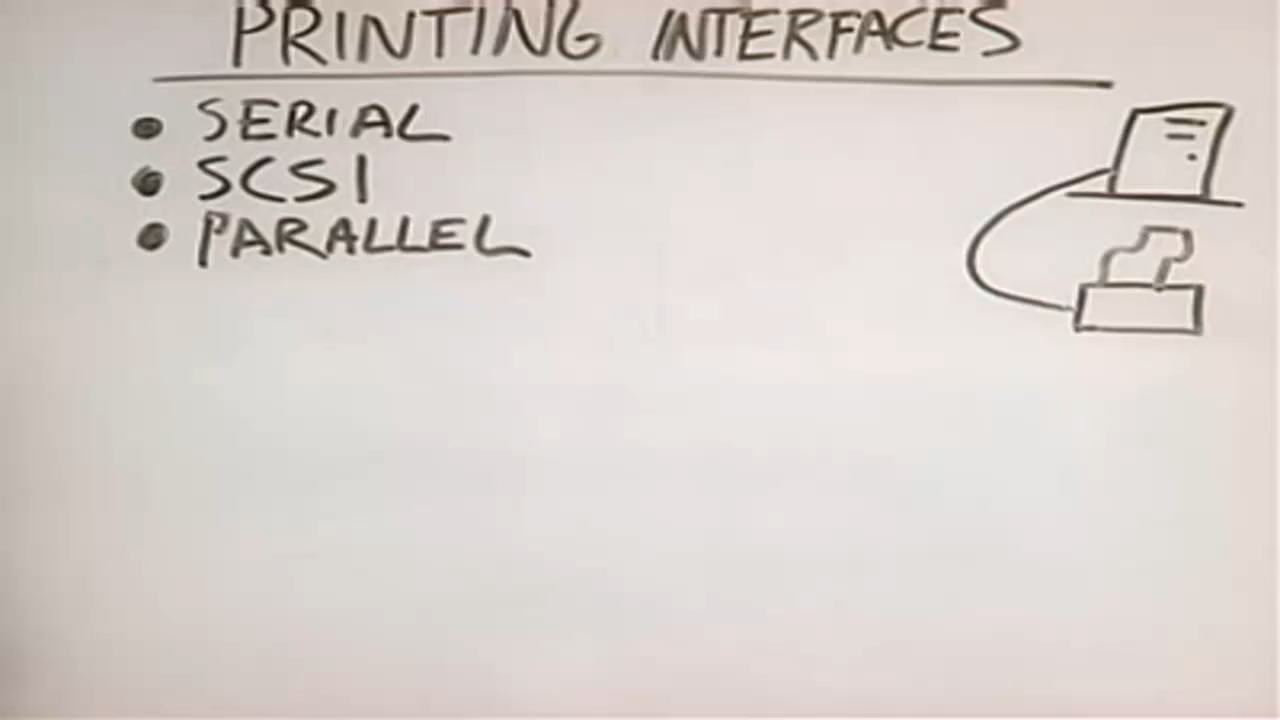 PRINTING INTERFACES
• SERIAL
• SCSI
• PARALLEL